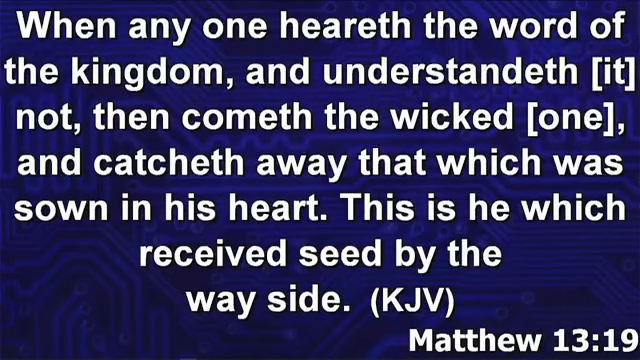 When any one heareth the word of
the kingdom, and understandeth [it]
not, then cometh the wicked [one],
and catcheth away that which was
sown in his heart. This is he which
received seed by the
way side. (KJV)
Matthew 13:19